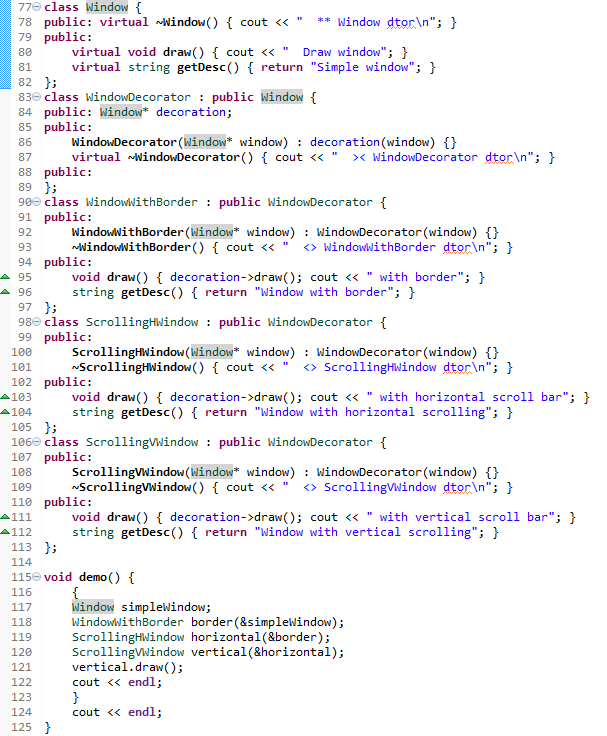 77 class Window {
78 public: virtual ~Window() { cout << "  ** Window dtor\n"; }
79 public:
80     virtual void draw() { cout << "  Draw window"; }
81     virtual string getDesc() { return "Simple window"; }
82 };
83 class WindowDecorator : public Window {
84 public: Window* decoration;
85 public:
86     WindowDecorator(Window* window) : decoration(window) {}
87     virtual ~WindowDecorator() { cout << "  >< WindowDecorator dtor\n"; }
88 public:
89 };
90 class WindowWithBorder : public WindowDecorator {
91 public:
92     WindowWithBorder(Window* window) : WindowDecorator(window) {}
93     ~WindowWithBorder() { cout << "  <> WindowWithBorder dtor\n"; }
94 public:
95     void draw() { decoration->draw(); cout << " with border"; }
96     string getDesc() { return "Window with border"; }
97 };
98 class ScrollingHWindow : public WindowDecorator {
99 public:
100     ScrollingHWindow(Window* window) : WindowDecorator(window) {}
101     ~ScrollingHWindow() { cout << "  <> ScrollingHWindow dtor\n"; }
102 public:
103     void draw() { decoration->draw(); cout << " with horizontal scroll bar"; }
104     string getDesc() { return "Window with horizontal scrolling"; }
105 };
106 class ScrollingVWindow : public WindowDecorator {
107 public:
108     ScrollingVWindow(Window* window) : WindowDecorator(window) {}
109     ~ScrollingVWindow() { cout << "  <> ScrollingVWindow dtor\n"; }
110 public:
111     void draw() { decoration->draw(); cout << " with vertical scroll bar"; }
112     string getDesc() { return "Window with vertical scrolling"; }
113 };
114
115 void demo() {
116     {
117     Window simpleWindow;
118     WindowWithBorder border(&simpleWindow);
119     ScrollingHWindow horizontal(&border);
120     ScrollingVWindow vertical(&horizontal);
121     vertical.draw();
122     cout << endl;
123     }
124     cout << endl;
125 }